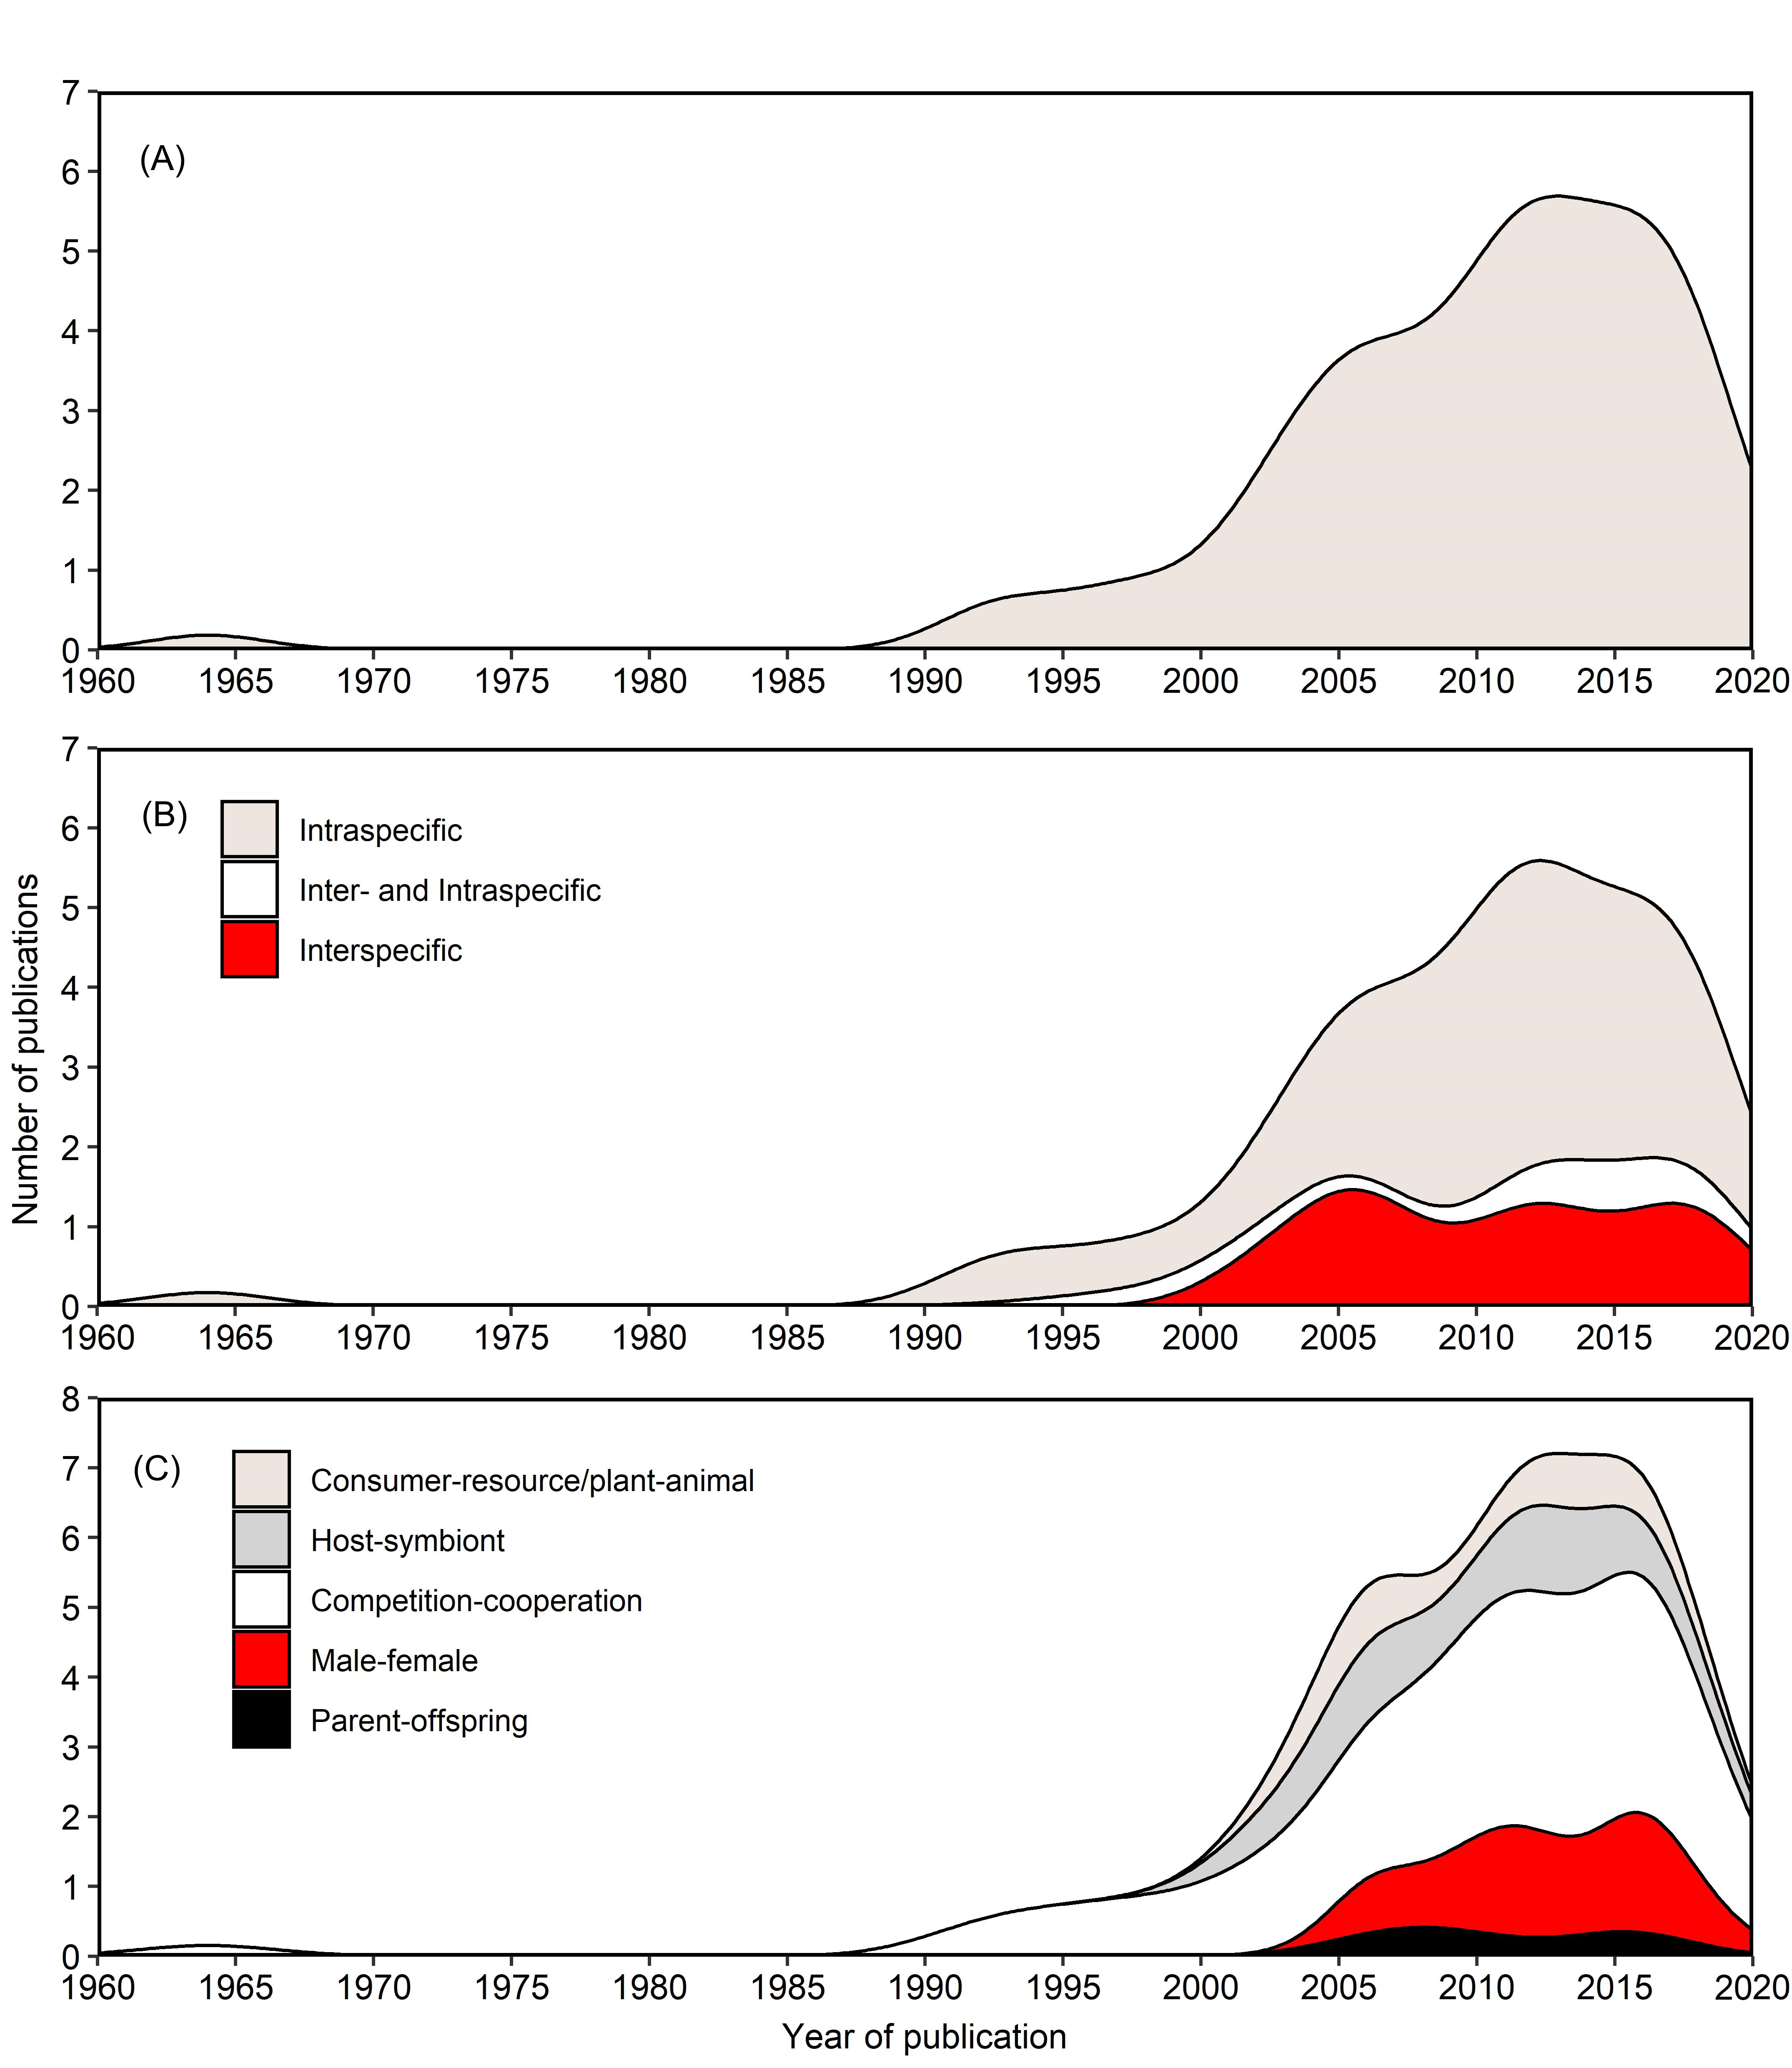 7
(A)
6
5
4
3
2
1
0
1960 1965 1970 1975 1980 1985 1990 1995 2000 2005 2010 2015 2020
7
(B)
6
Intraspecific
Inter- and Intraspecific
5
Interspecific
4
3
2
1
0
1960 1965 1970 1975 1980 1985 1990 1995 2000 2005 2010 2015 2020
Number of publications
8
(C)
7
Consumer-resource/plant-animal
6
Host-symbiont
Competition-cooperation
5
Male-female
4
Parent-offspring
3
2
1
0
1960 1965 1970 1975 1980 1985 1990 1995 2000 2005 2010 2015 2020
Year of publication